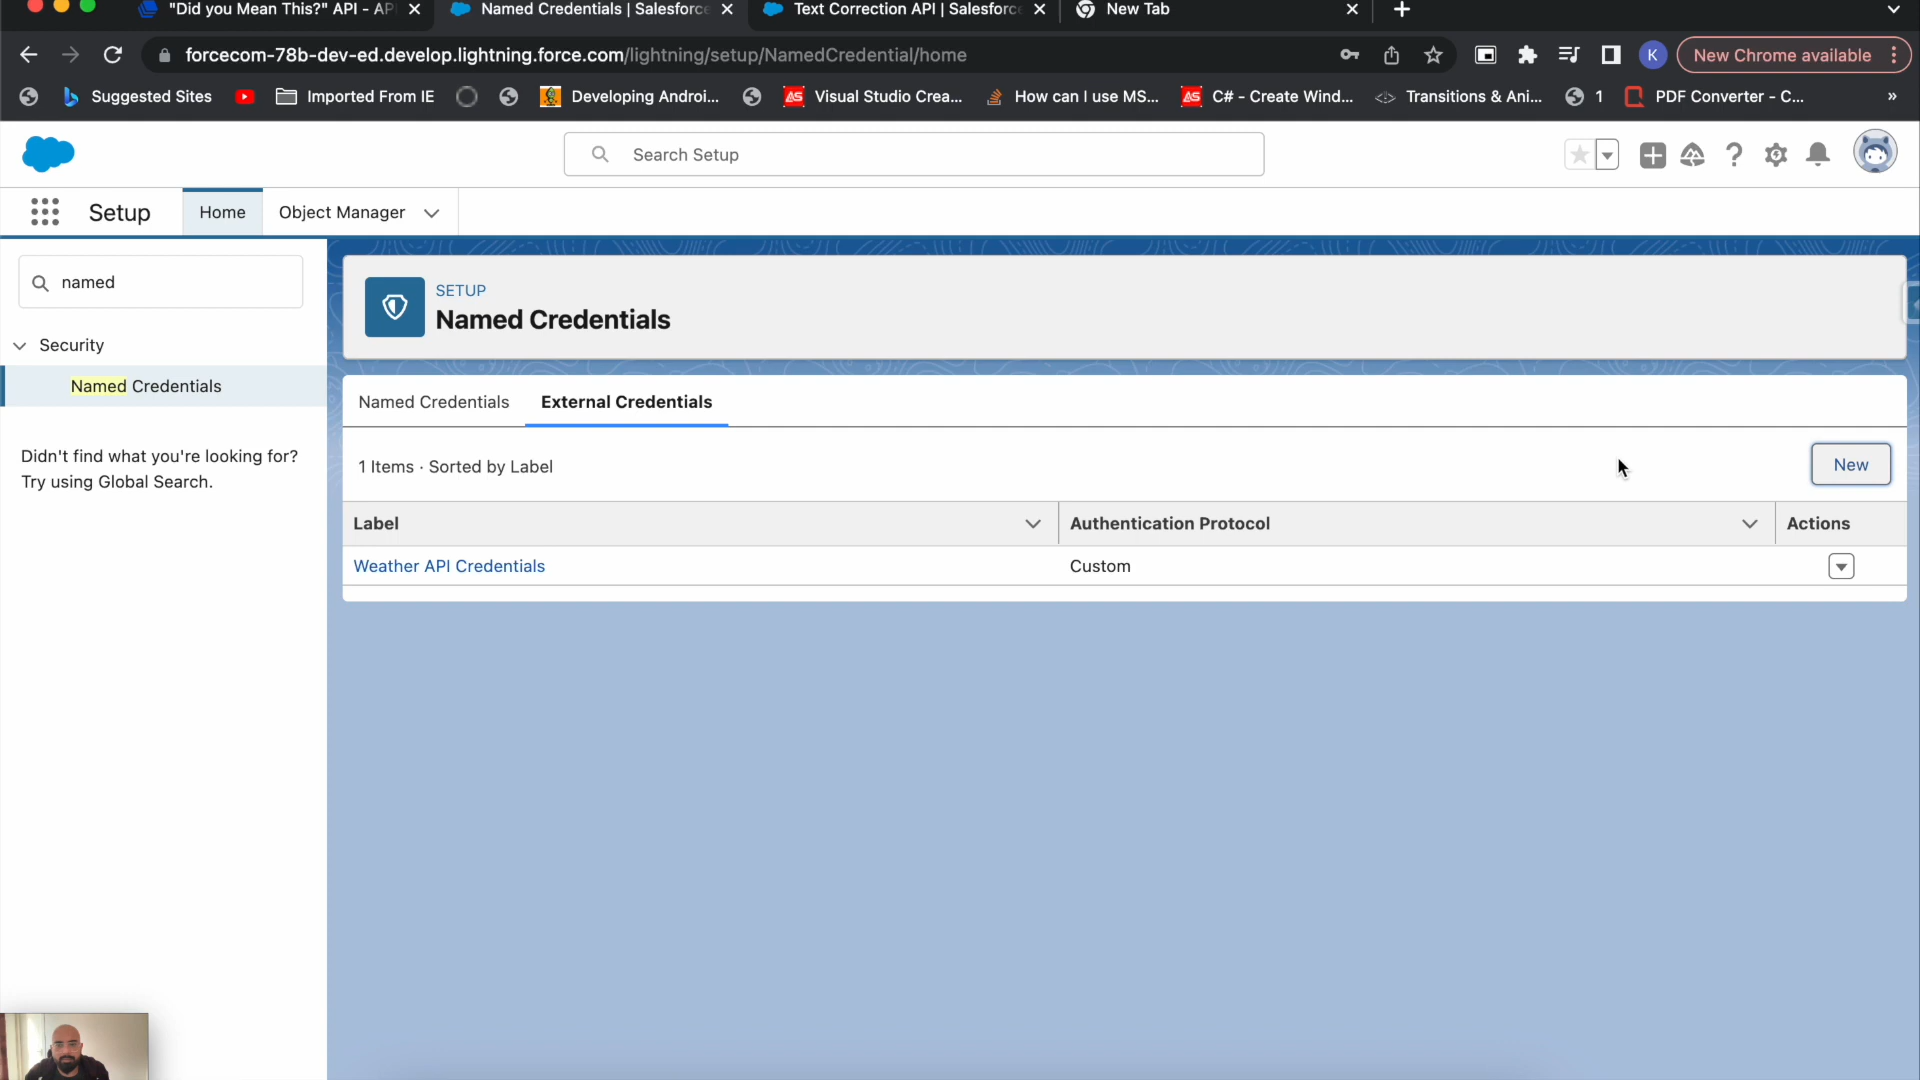 "Did you Mean This?" API - AP
Named Credentials | Salesforce
Text Correction API | Salesforce
New Tab
forcecom-78b-dev-ed.develop.lightning.force.com/lightning/setup/NamedCredential/home
K
New Chrome available
Suggested Sites
Imported From IE
Developing Androi...
Visual Studio Crea...
How can I use MS...
C# - Create Wind...
Transitions & Ani...
1
PDF Converter - C...
»
Search Setup
Setup
Home
Object Manager
named
Security
Named Credentials
Didn't find what you're looking for?
Try using Global Search.
SETUP
Named Credentials
Named Credentials
External Credentials
1 Items · Sorted by Label
New
Label
Authentication Protocol
Actions
Weather API Credentials
Custom